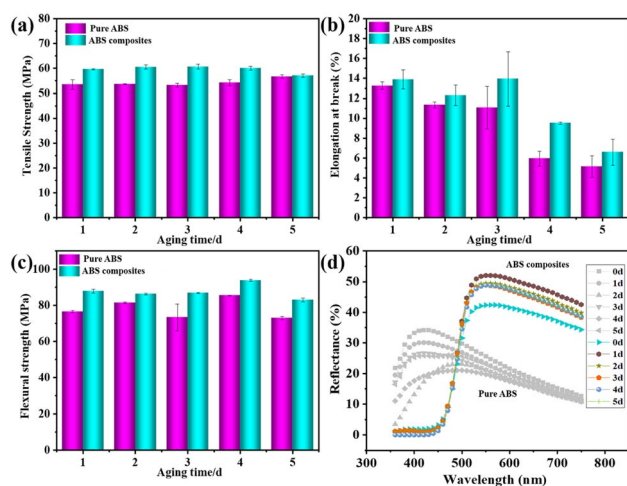 (a)
Pure ABS
ABS composites
80
70
60
50
40
30
20
10
0
Tensile Strength (MPa)
1 2 3 4 5
Aging time/d
(b)
Pure ABS
ABS composites
20
18
16
14
12
10
8
6
4
2
0
Elongation at break (%)
1 2 3 4 5
Aging time/d
(c)
Pure ABS
ABS composites
100
80
60
40
20
0
Flexural strength (MPa)
1 2 3 4 5
Aging time/d
(d)
ABS composites
Pure ABS
0d
1d
2d
3d
4d
5d
0d
1d
2d
3d
4d
5d
60
50
40
30
20
10
0
Reflectance (%)
300 400 500 600 700 800
Wavelength (nm)